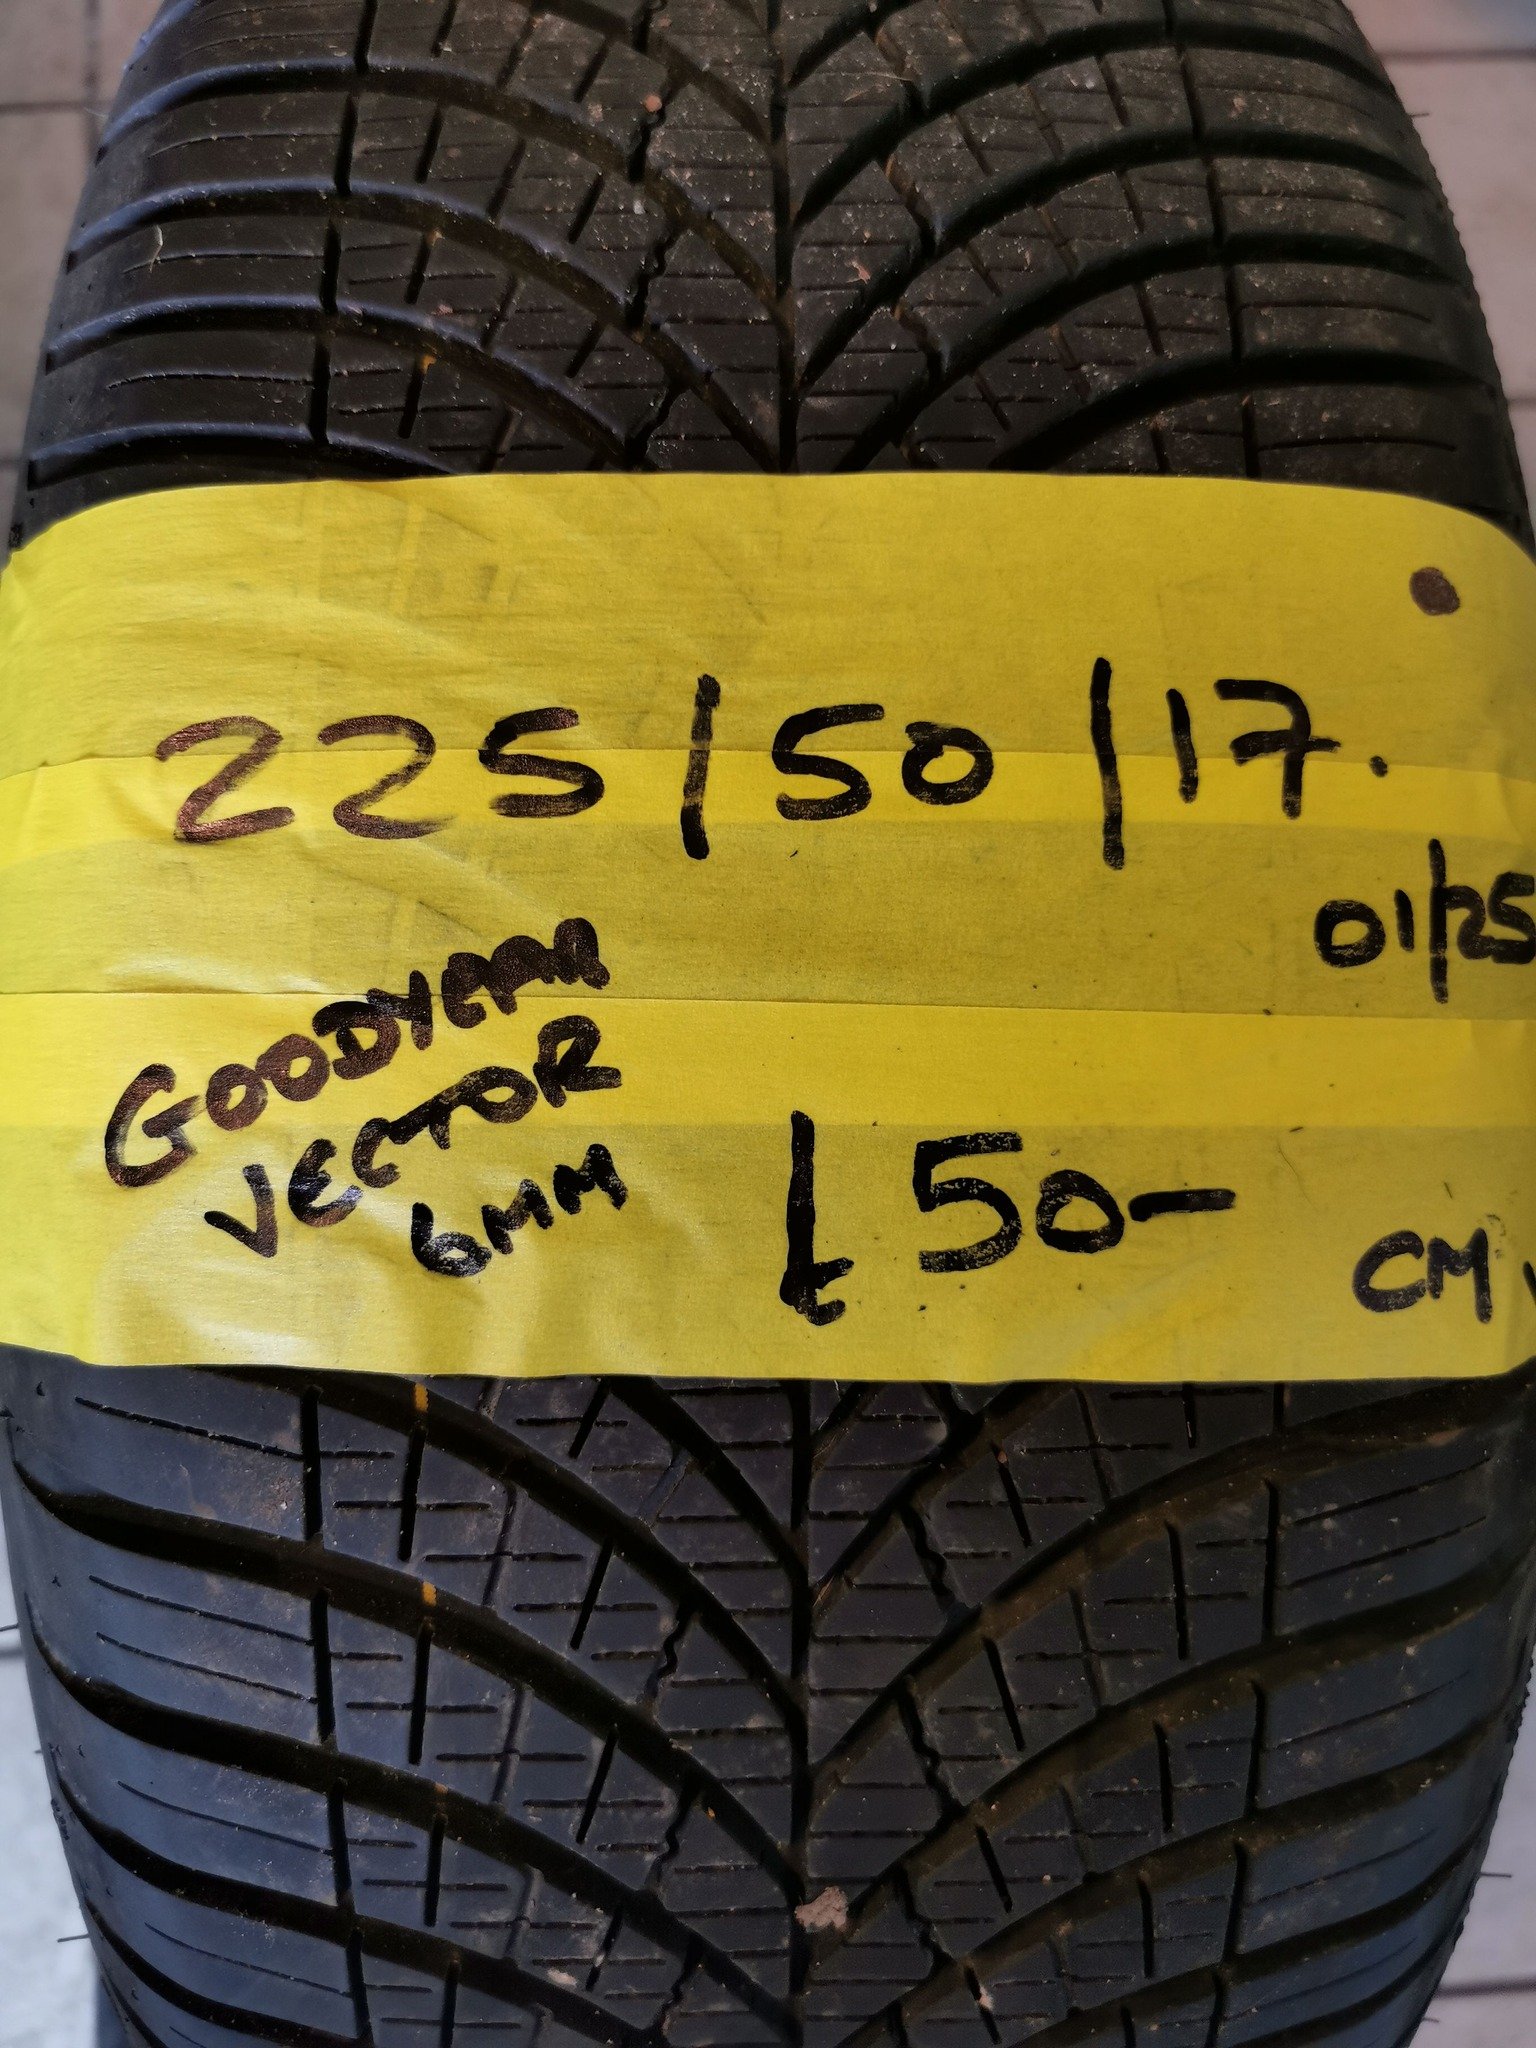 225/50/17.
01/25
GOODYEAR
VECTOR
6MM
£50-
CM